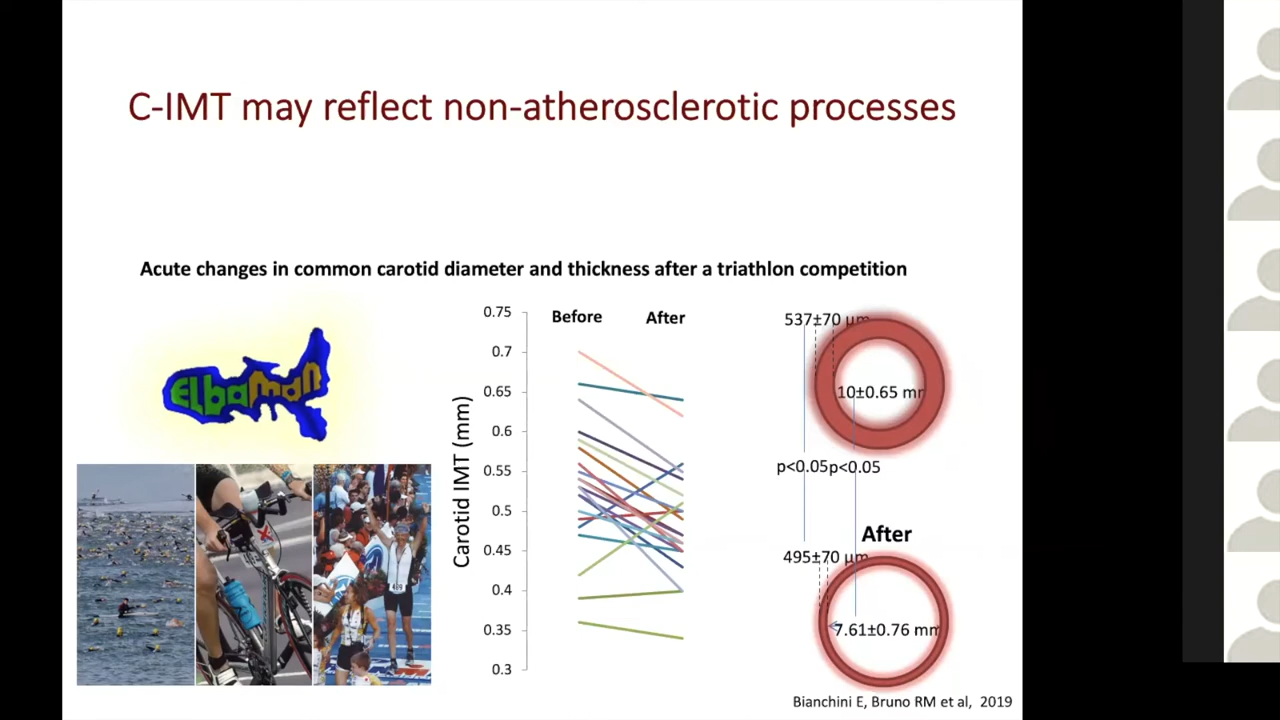 C-IMT may reflect non-atherosclerotic processes
Acute changes in common carotid diameter and thickness after a triathlon competition
Elbaman
Carotid IMT (mm)
0.75
0.7
0.65
0.6
0.55
0.5
0.45
0.4
0.35
0.3
Before
After
537±70 µm
10±0.65 mm
p<0.05p<0.05
After
495±70 µm
7.61±0.76 mm
Bianchini E, Bruno RM et al, 2019